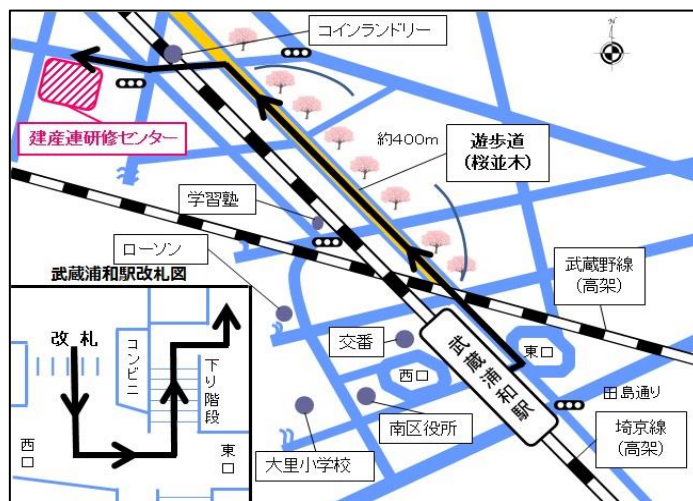 コインランドリー
N
建産連研修センター
約400m
遊歩道
(桜並木)
学習塾
ローソン
武蔵野線
(高架)
武蔵浦和駅改札図
改札
コンビニ
下り階段
西口
東口
交番
西口
武蔵浦和駅
東口
田島通り
南区役所
大里小学校
埼京線
(高架)